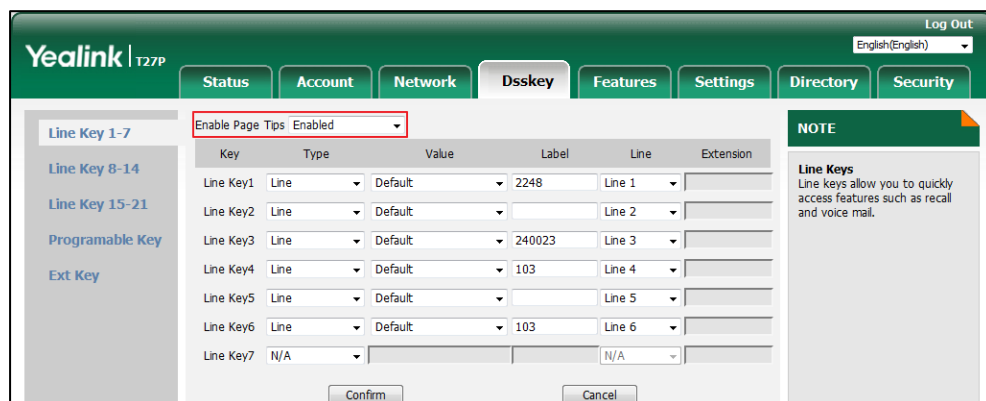 Log Out
Yealink T27P
English(English)
Status Account Network Dsskey Features Settings Directory Security
Line Key 1-7
Line Key 8-14
Line Key 15-21
Programable Key
Ext Key
Enable Page Tips Enabled
Key Type Value Label Line Extension
Line Key1 Line Default 2248 Line 1
Line Key2 Line Default Line 2
Line Key3 Line Default 240023 Line 3
Line Key4 Line Default 103 Line 4
Line Key5 Line Default Line 5
Line Key6 Line Default 103 Line 6
Line Key7 N/A N/A
Confirm Cancel
NOTE
Line Keys
Line keys allow you to quickly
access features such as recall
and voice mail.